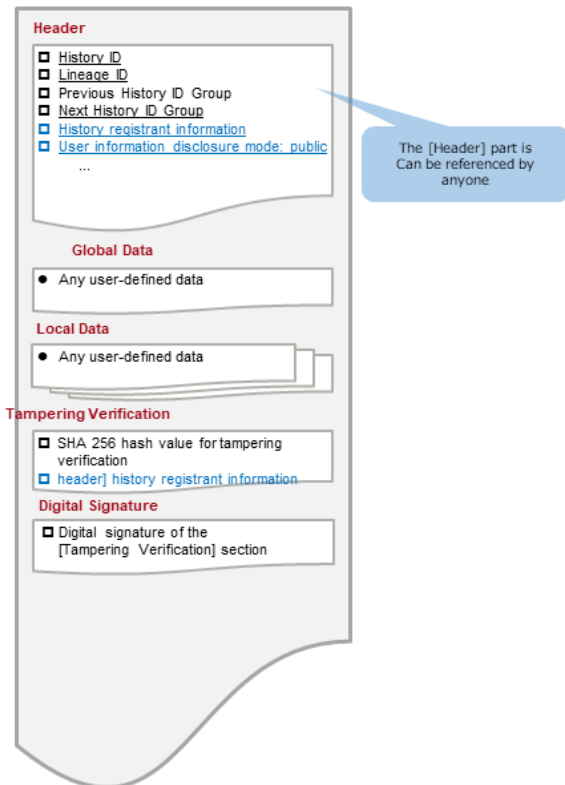 Header
History ID
Lineage ID
Previous History ID Group
Next History ID Group
History registrant information
User information disclosure mode: public
...
The [Header] part is
Can be referenced by
anyone
Global Data
Any user-defined data
Local Data
Any user-defined data
Tampering Verification
SHA 256 hash value for tampering
verification
header] history registrant information
Digital Signature
Digital signature of the
[Tampering Verification] section